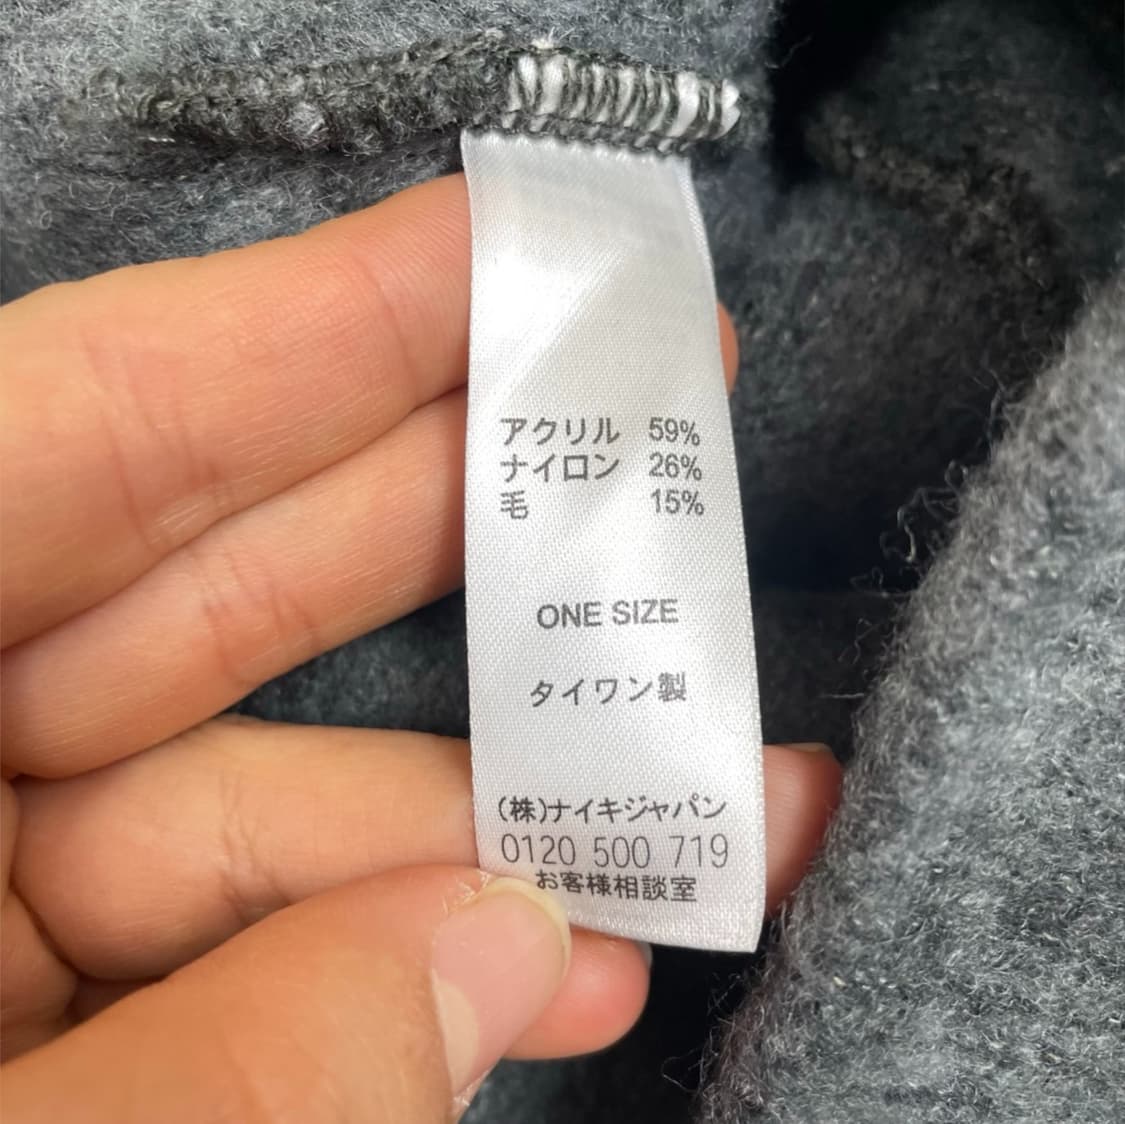 アクリル 59%
ナイロン 26%
毛 15%
ONE SIZE
タイワン製
(株)ナイキジャパン
0120 500 719
お客様相談室